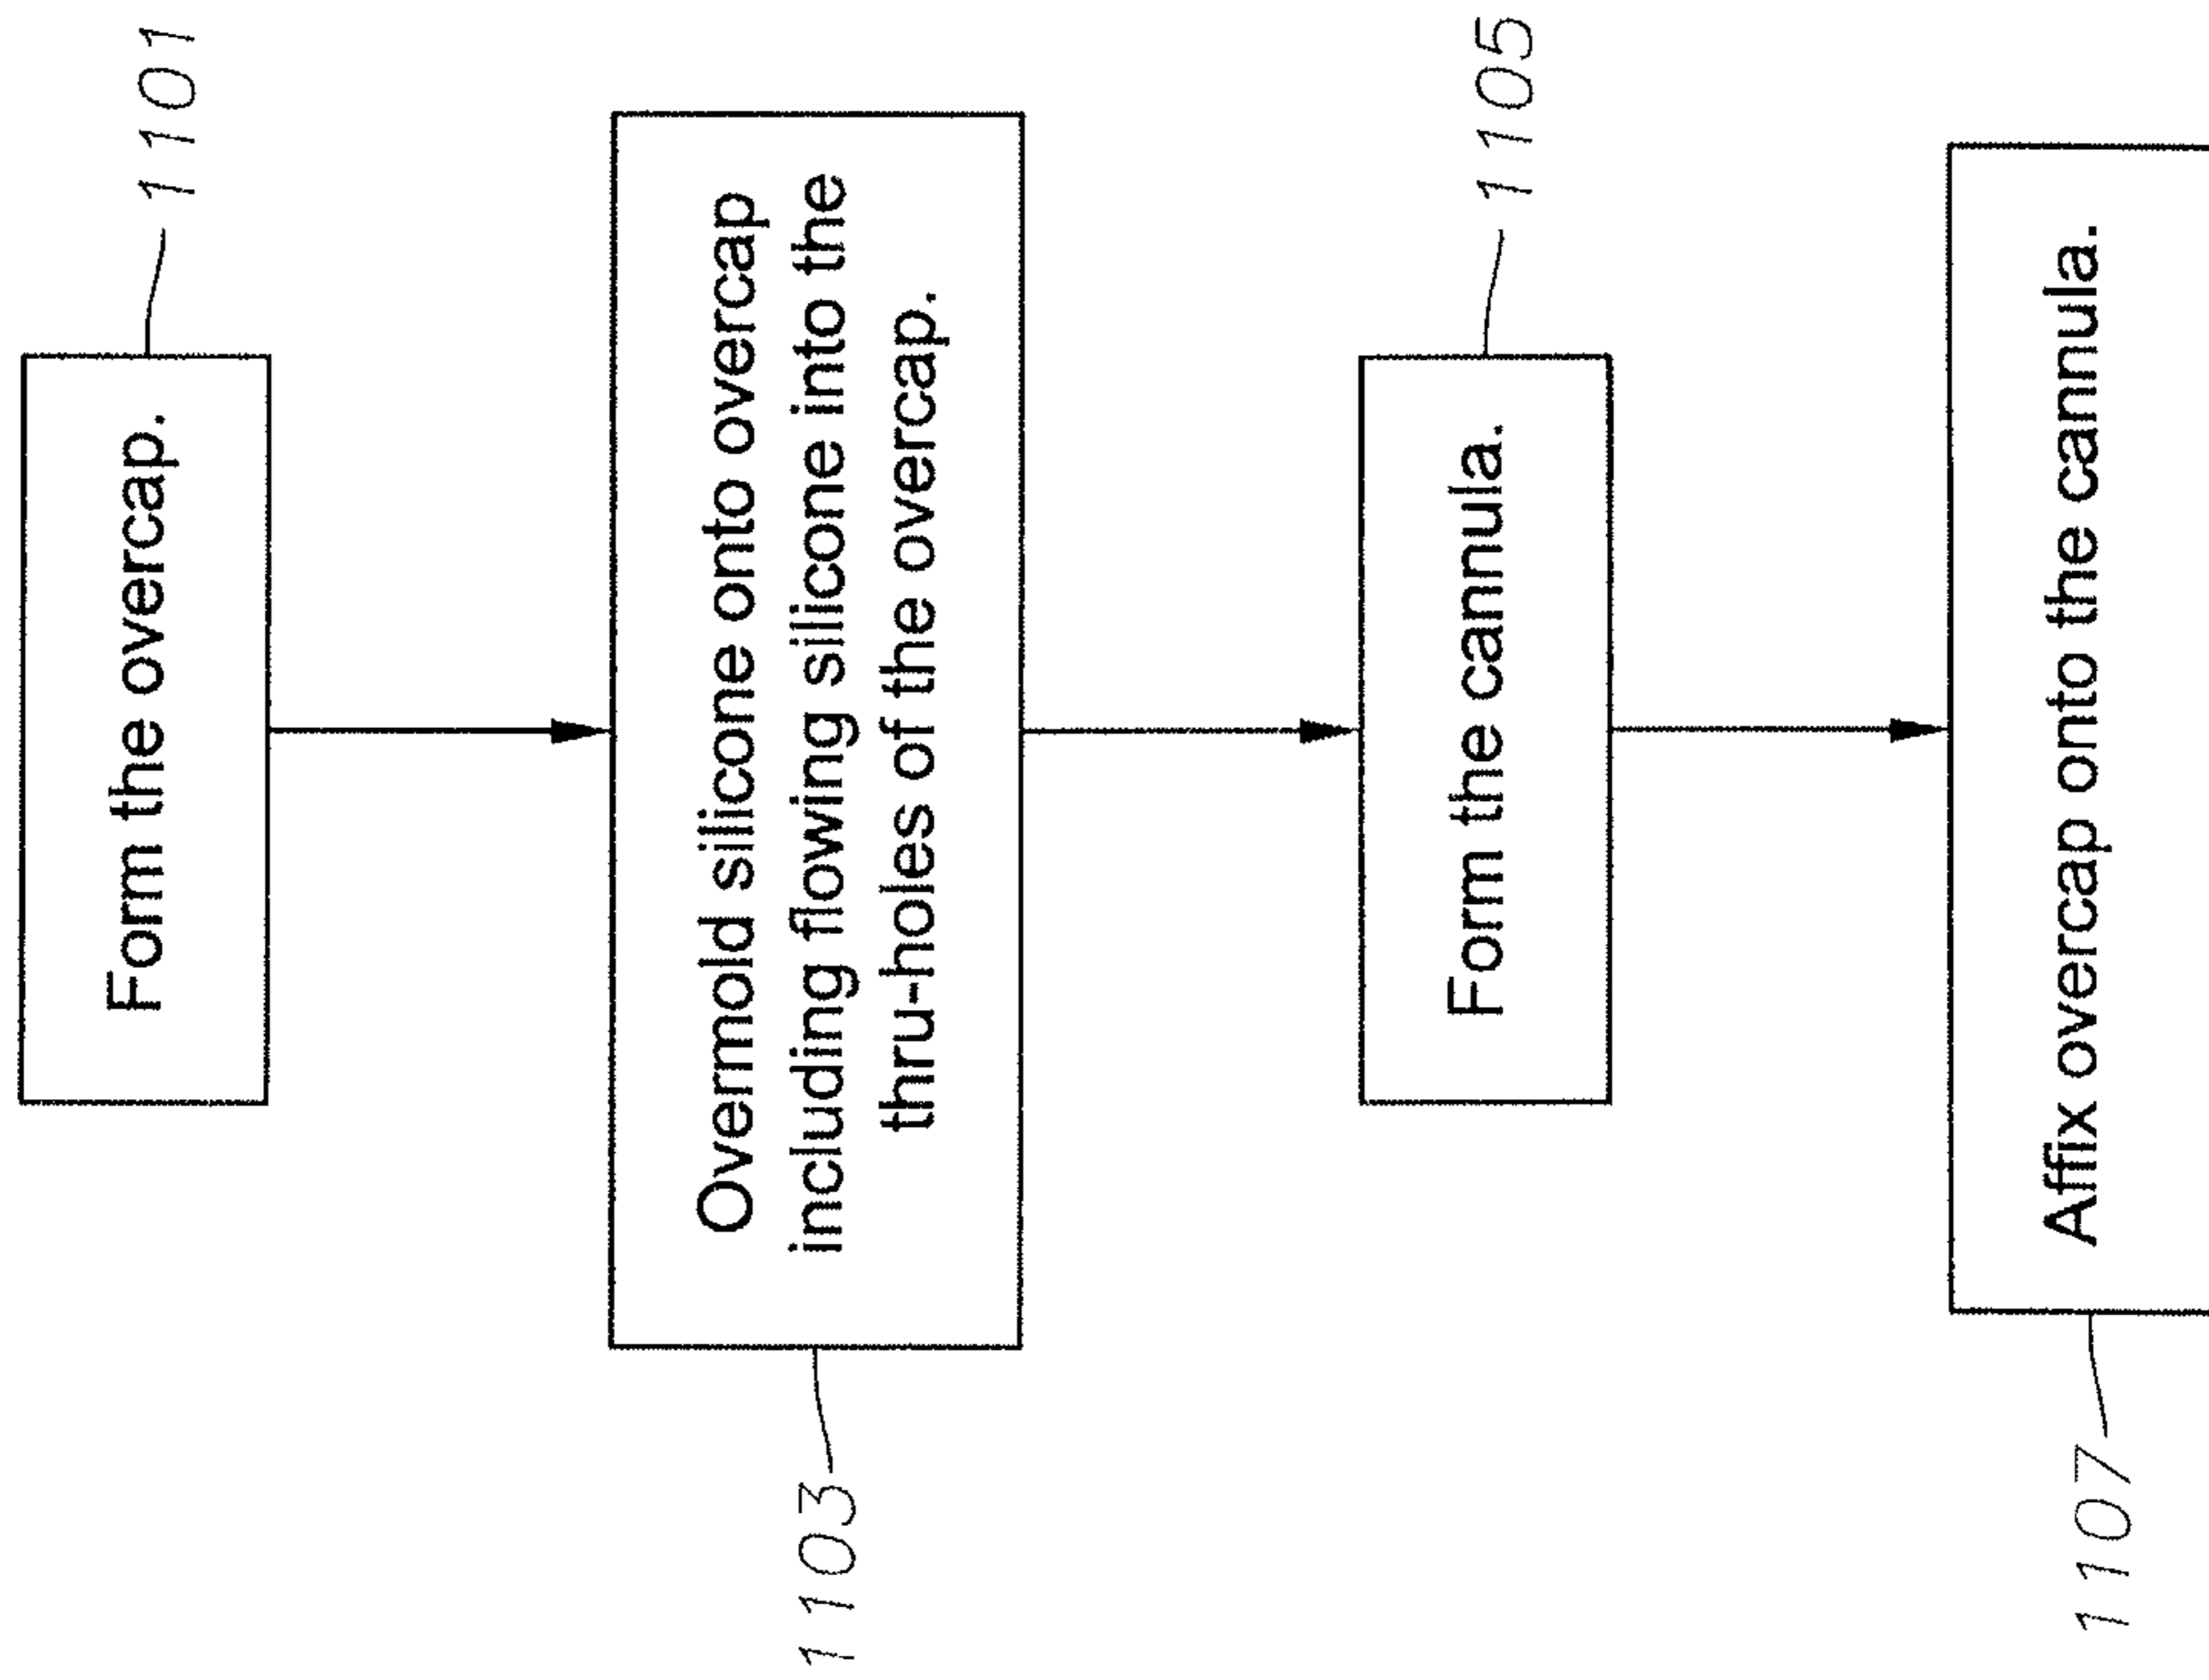 Form the overcap.
1101
Overmold silicone onto overcap
including flowing silicone into the
thru-holes of the overcap.
1103
Form the cannula.
1105
Affix overcap onto the cannula.
1107